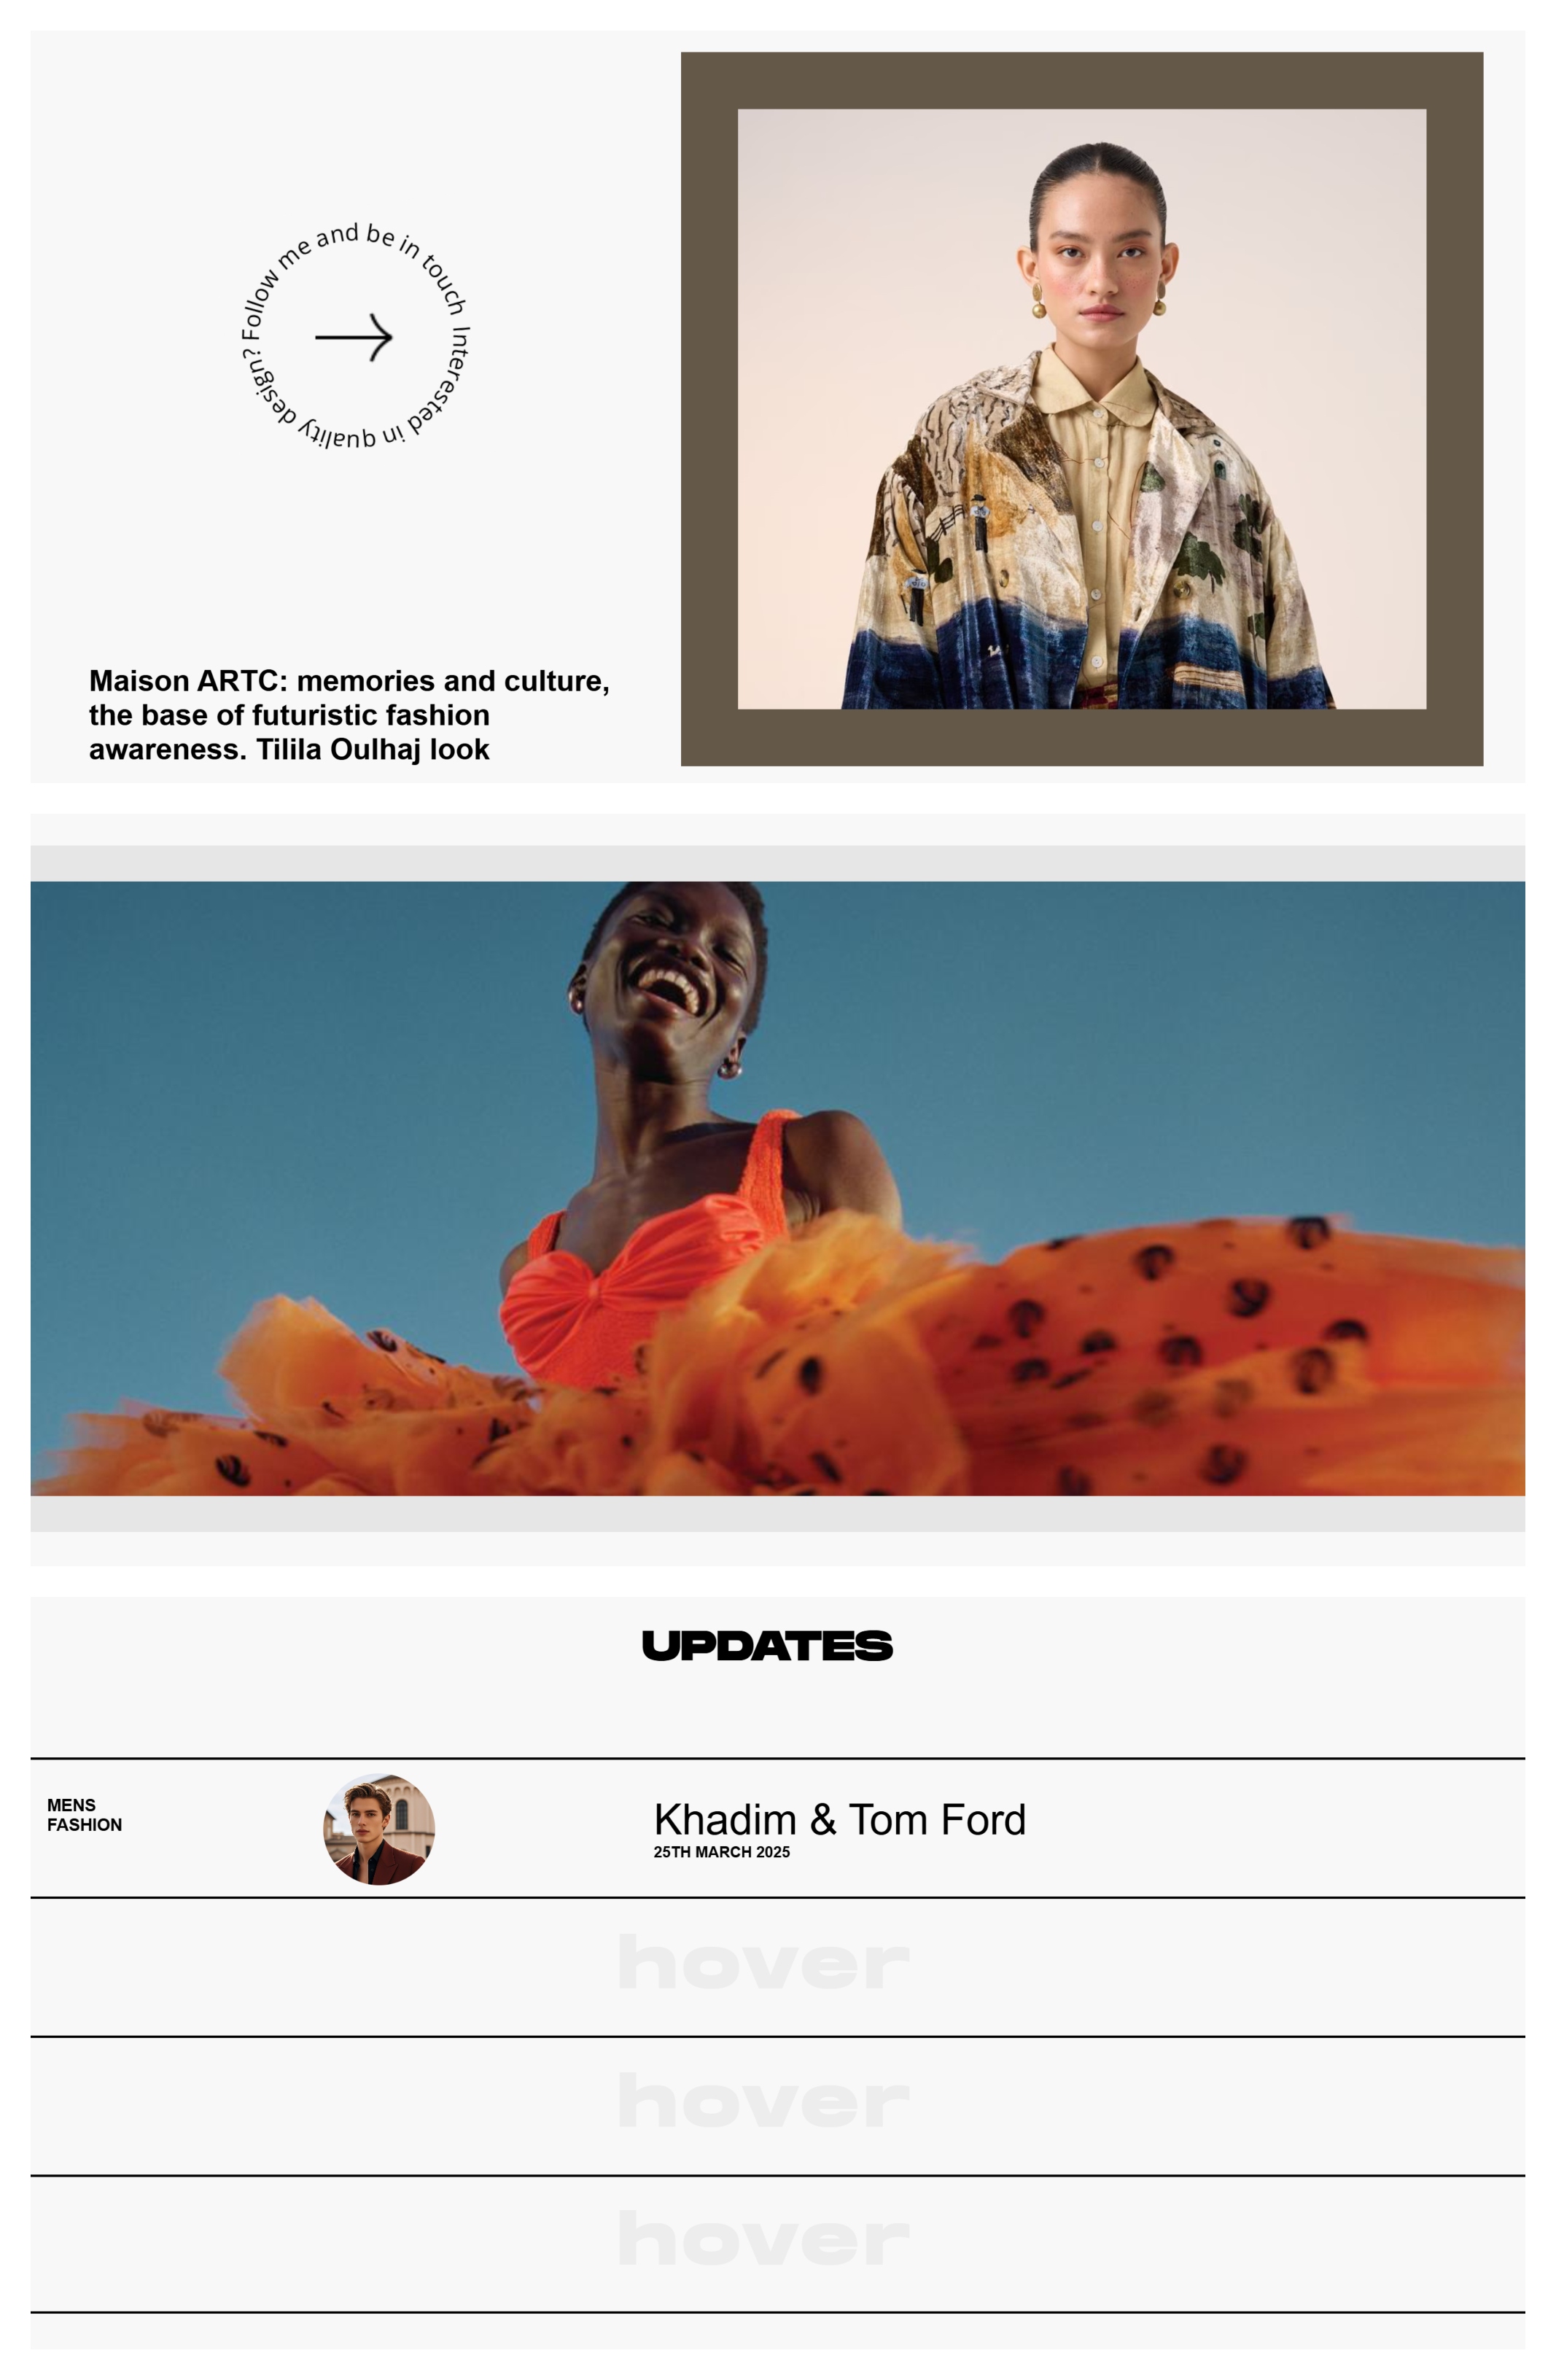 Follow me and be in touch Interested in quality design?
Maison ARTC: memories and culture,
the base of futuristic fashion
awareness. Tilila Oulhaj look
UPDATES
MENS
FASHION
Khadim & Tom Ford
25TH MARCH 2025
hover
hover
hover